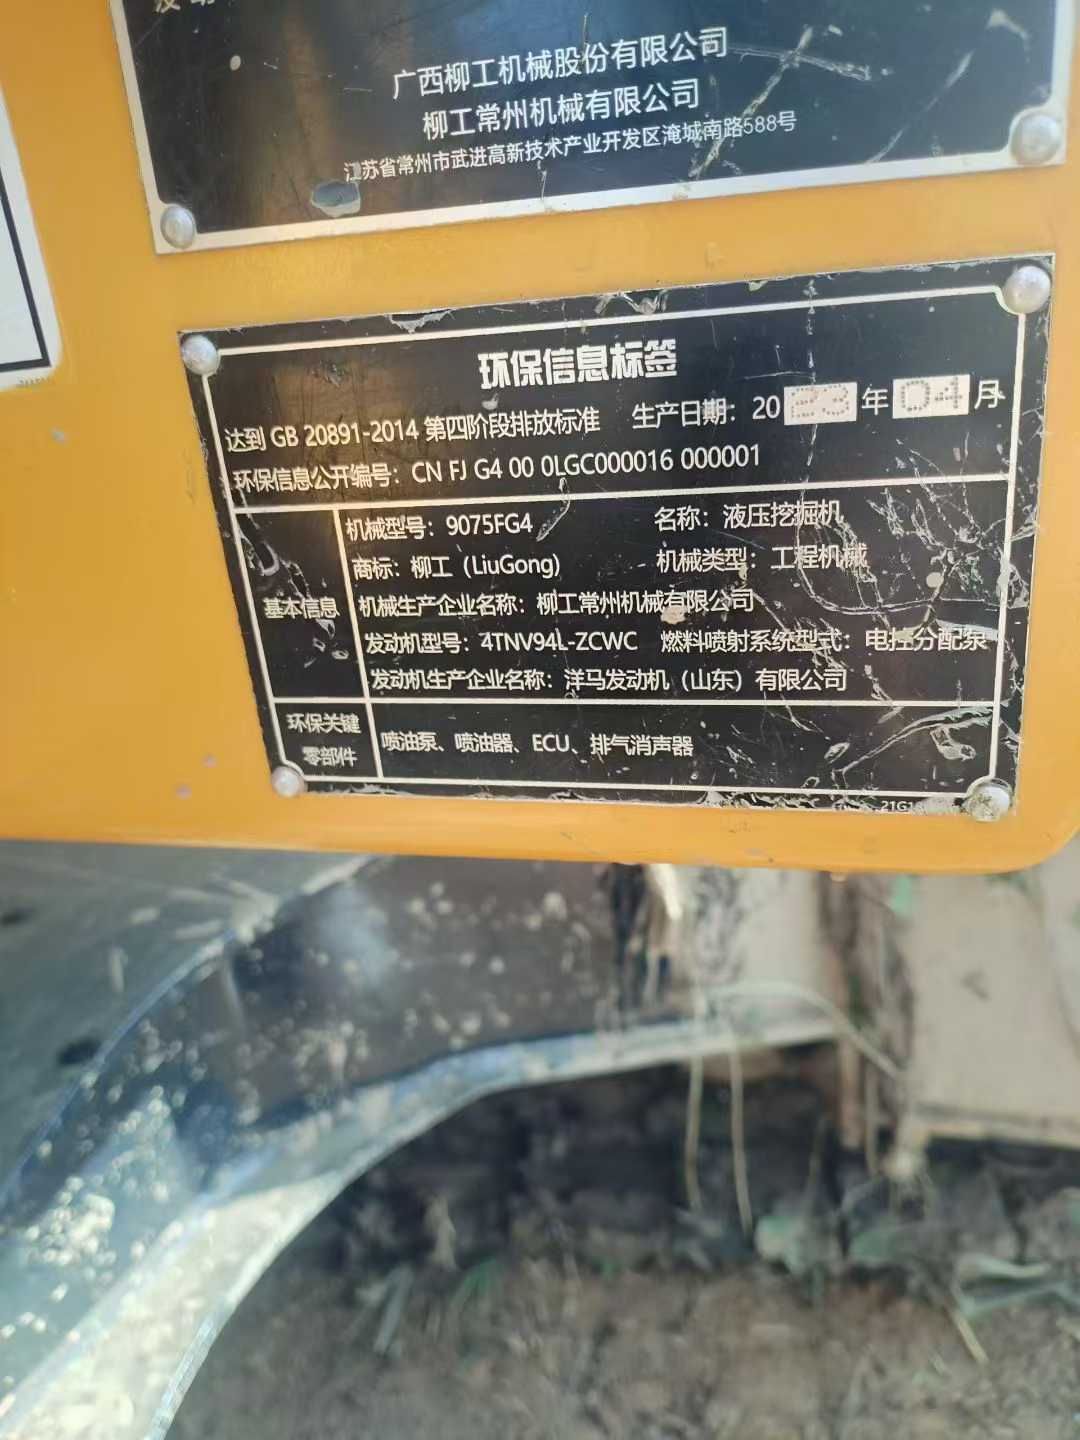 广西柳工机械股份有限公司
柳工常州机械有限公司
江苏省常州市武进高新技术产业开发区淹城南路588号
环保信息标签
达到 GB 20891-2014 第四阶段排放标准 生产日期：2023年04月
环保信息公开编号：CN FJ G4 00 0LGC000016 000001
基本信息
机械型号：9075FG4 名称：液压挖掘机
商标：柳工（LiuGong） 机械类型：工程机械
机械生产企业名称：柳工常州机械有限公司
发动机型号：4TNV94L-ZCWC 燃料喷射系统型式：电控分配泵
发动机生产企业名称：洋马发动机（山东）有限公司
环保关键
零部件
喷油泵、喷油器、ECU、排气消声器